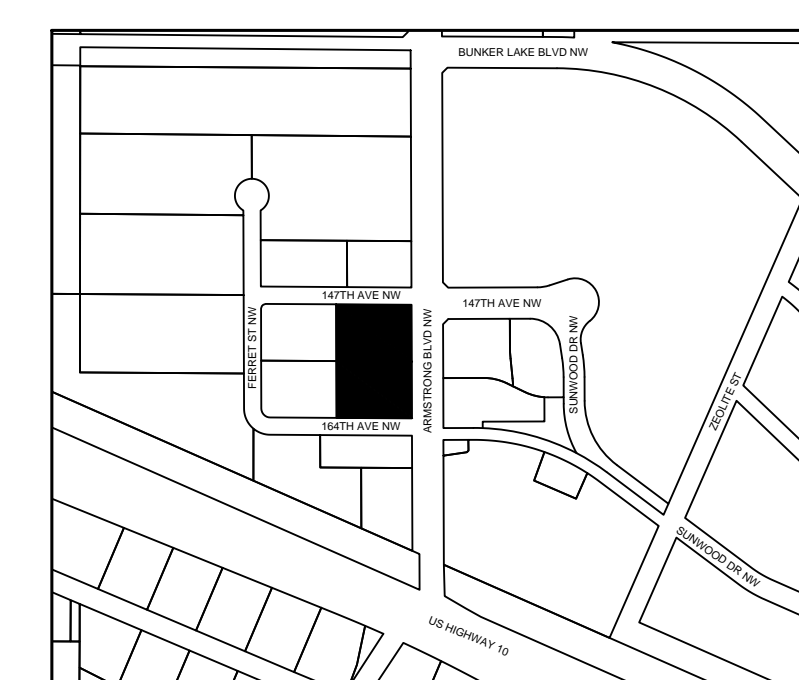 BUNKER LAKE BLVD NW
147TH AVE NW
147TH AVE NW
FERRET ST NW
ARMSTRONG BLVD NW
SUNWOOD DR NW
ZEOLITE ST
164TH AVE NW
SUNWOOD DR NW
US HIGHWAY 10